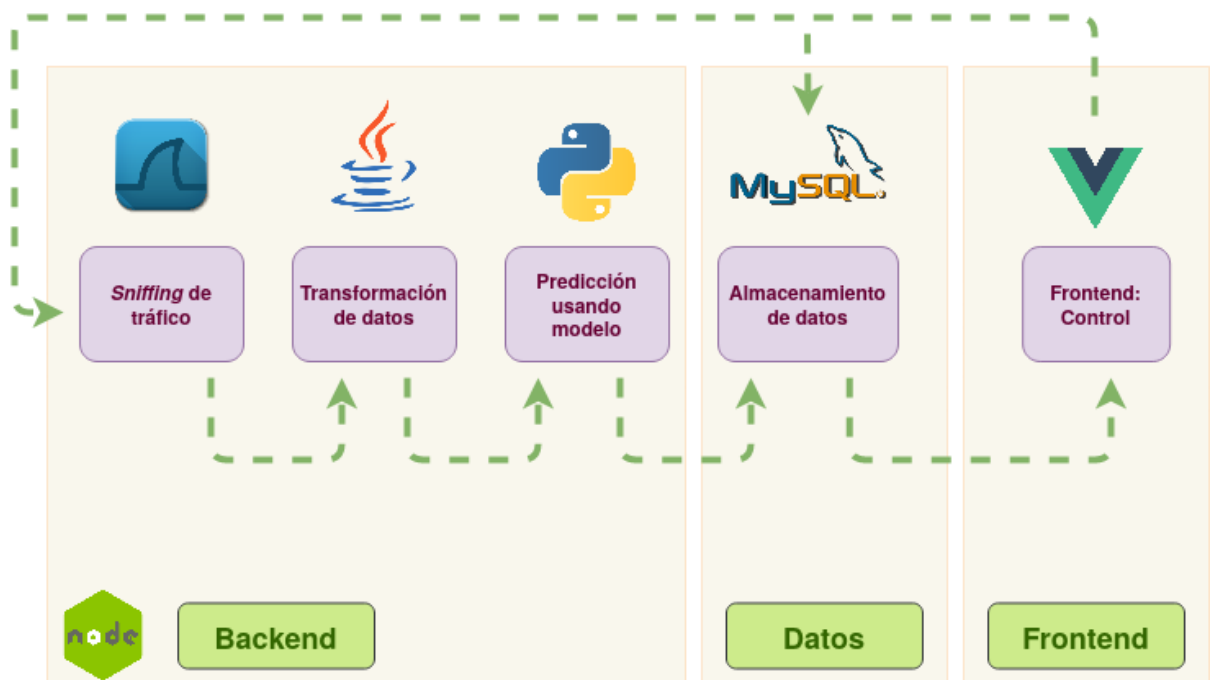 MySQL.
Sniffing de
tráfico
Transformación
de datos
Predicción
usando
modelo
Almacenamiento
de datos
Frontend:
Control
node
Backend
Datos
Frontend